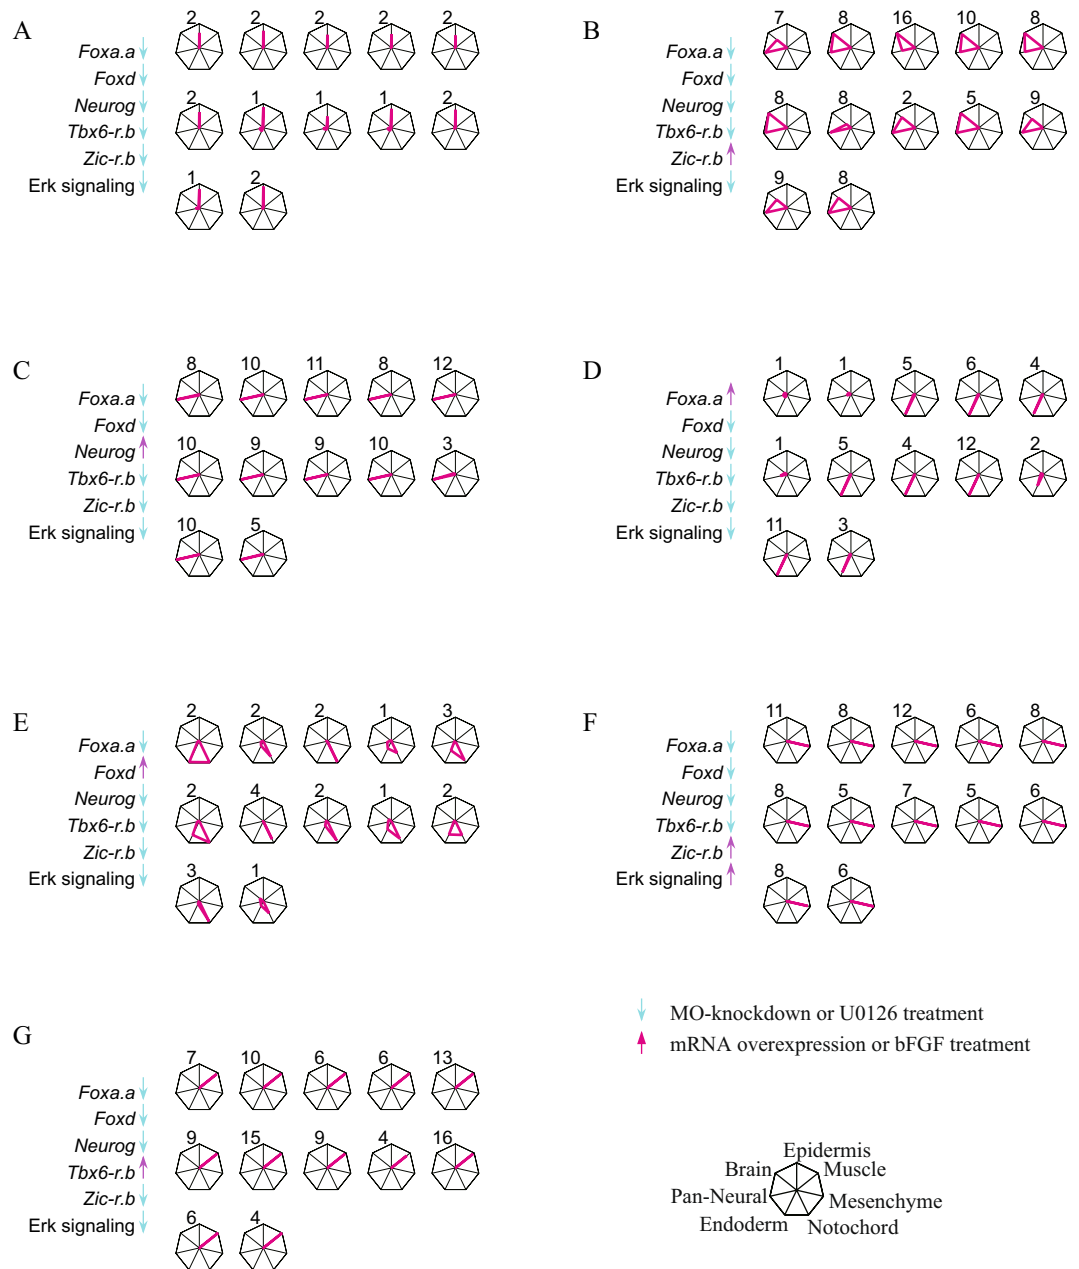 A
2 2 2 2 2
Foxa.a
Foxd
Neurog
2 1 1 1 2
Tbx6-r.b
Zic-r.b
Erk signaling
1 2
B
7 8 16 10 8
Foxa.a
Foxd
Neurog
8 8 2 5 9
Tbx6-r.b
Zic-r.b
Erk signaling
9 8
C
8 10 11 8 12
Foxa.a
Foxd
Neurog
10 9 9 10 3
Tbx6-r.b
Zic-r.b
Erk signaling
10 5
D
1 1 5 6 4
Foxa.a
Foxd
Neurog
1 5 4 12 2
Tbx6-r.b
Zic-r.b
Erk signaling
11 3
E
2 2 2 1 3
Foxa.a
Foxd
Neurog
2 4 2 1 2
Tbx6-r.b
Zic-r.b
Erk signaling
3 1
F
11 8 12 6 8
Foxa.a
Foxd
Neurog
8 5 7 5 6
Tbx6-r.b
Zic-r.b
Erk signaling
8 6
G
7 10 6 6 13
Foxa.a
Foxd
Neurog
9 15 9 4 16
Tbx6-r.b
Zic-r.b
Erk signaling
6 4
MO-knockdown or U0126 treatment
mRNA overexpression or bFGF treatment
Epidermis
Brain Muscle
Pan-Neural Mesenchyme
Endoderm Notochord